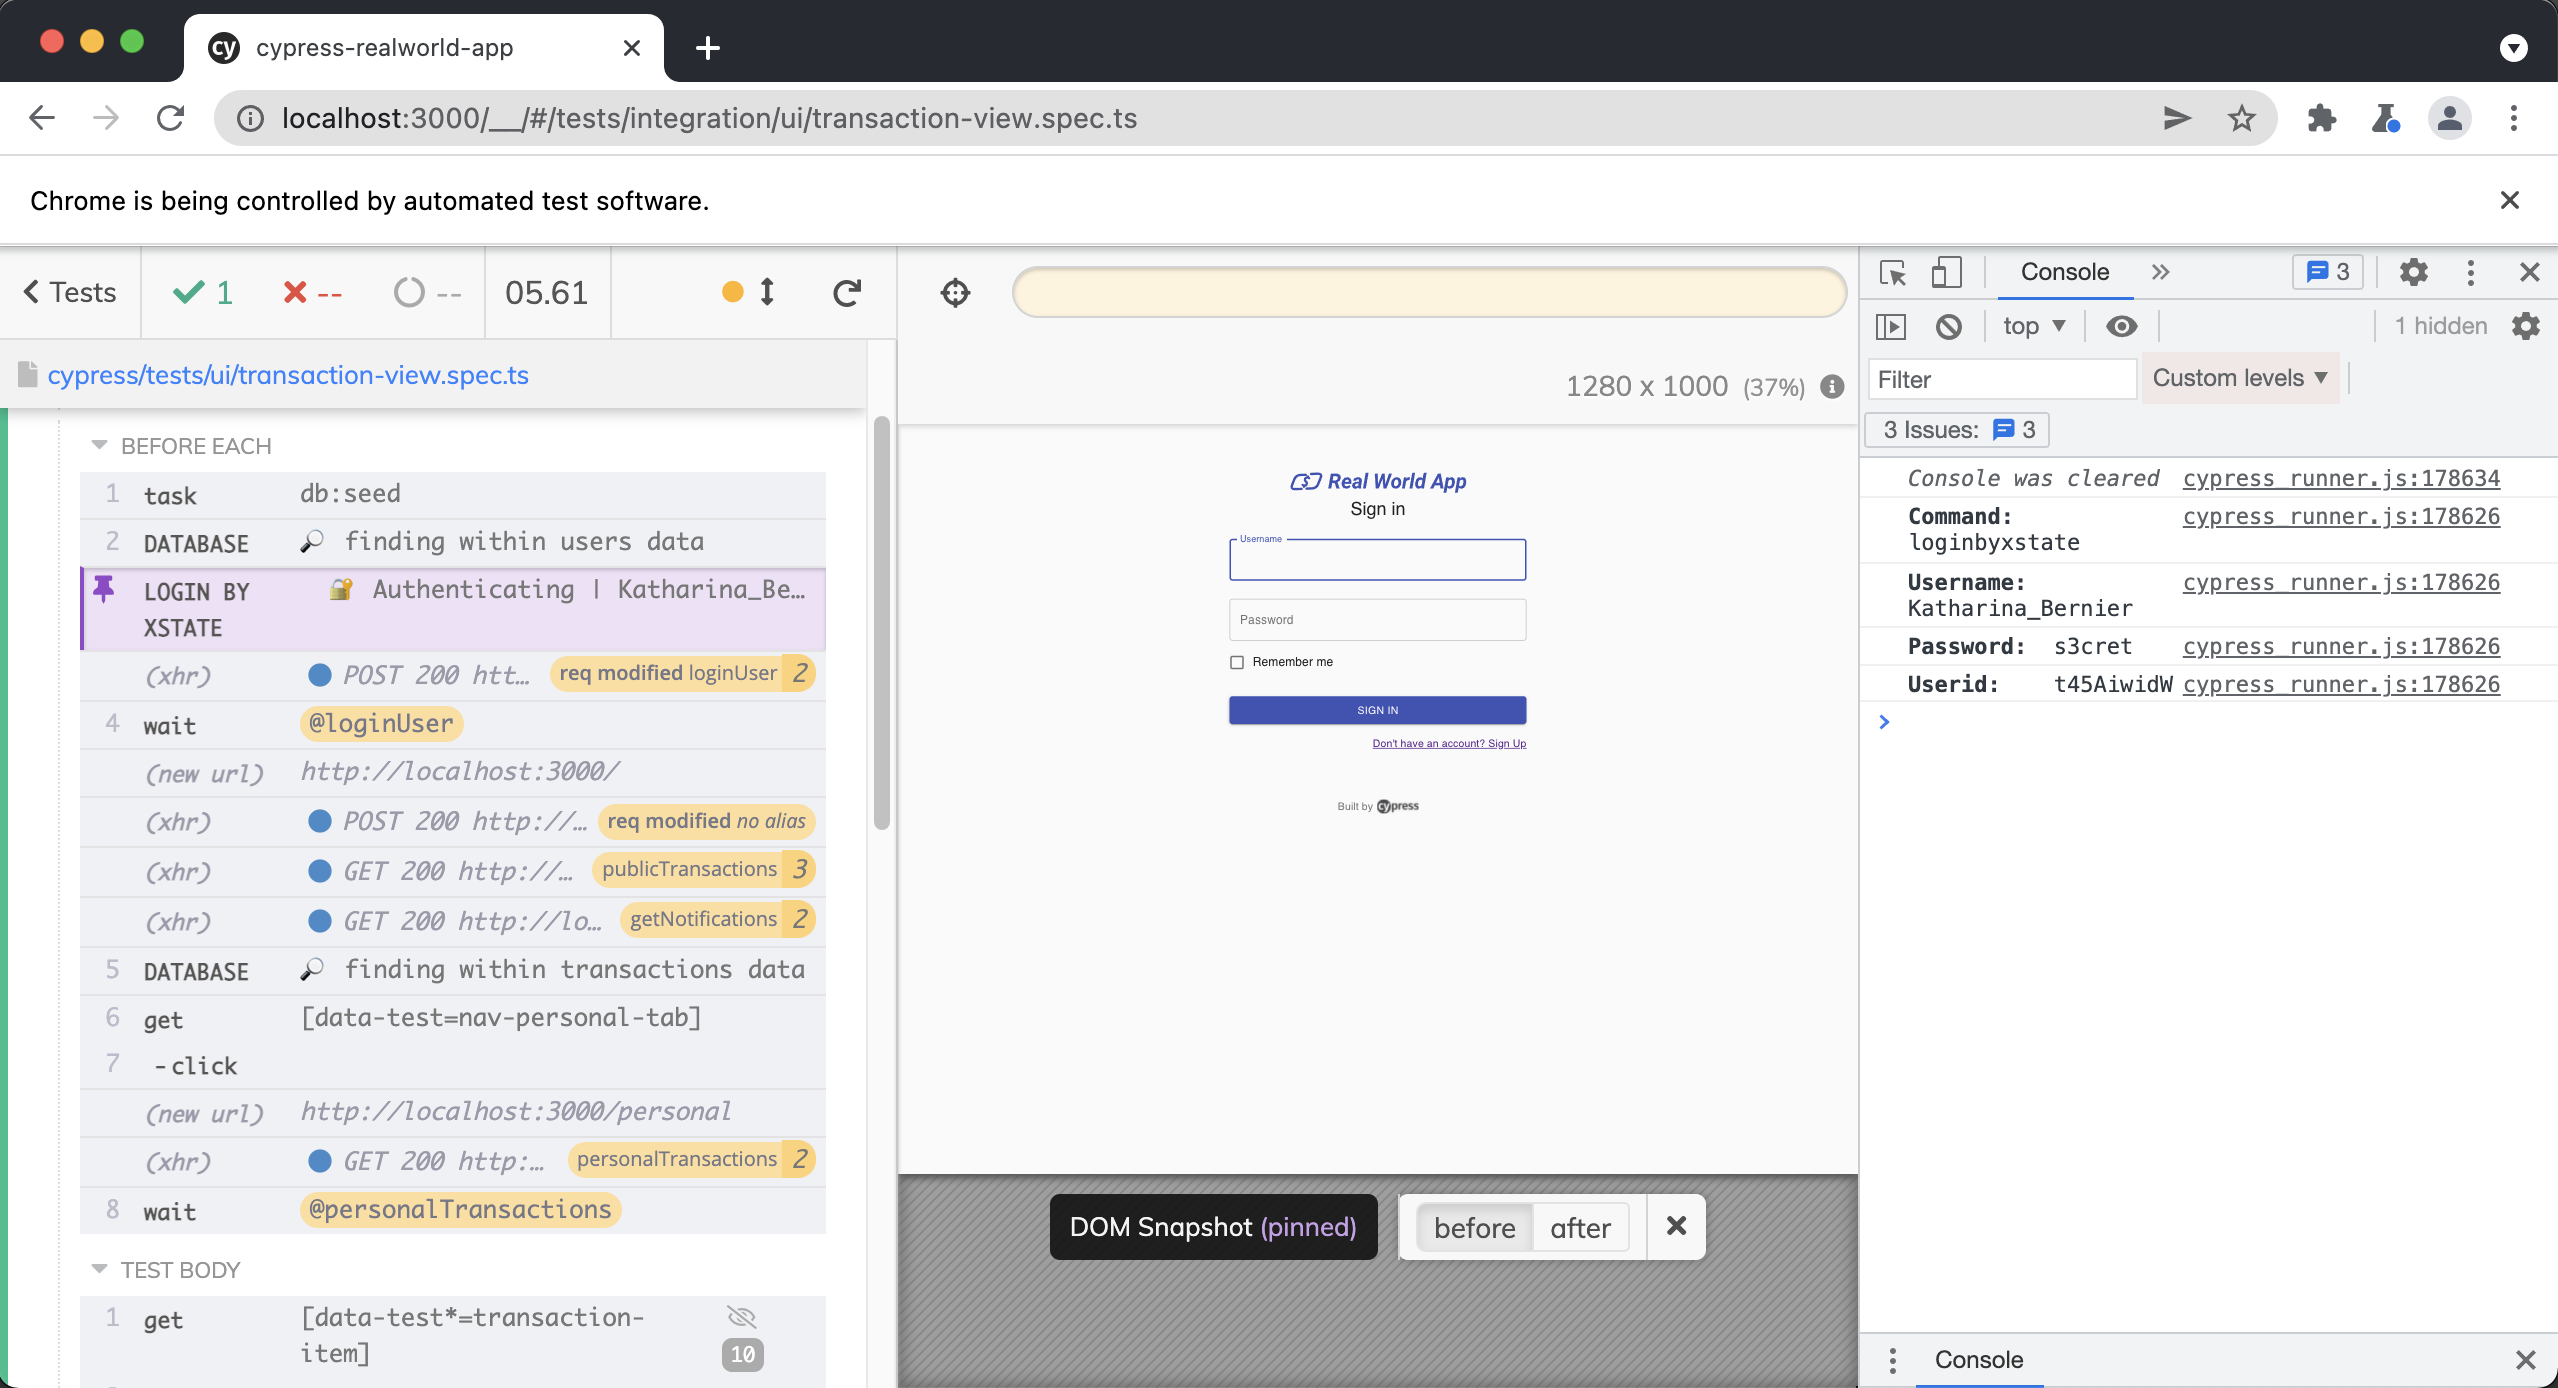 cypress-realworld-app
localhost:3000/__/#/tests/integration/ui/transaction-view.spec.ts
Chrome is being controlled by automated test software.
Tests 1 -- -- 05.61
cypress/tests/ui/transaction-view.spec.ts
BEFORE EACH
1 task db:seed
2 DATABASE finding within users data
LOGIN BY XSTATE Authenticating | Katharina_Be…
(xhr) POST 200 htt… req modified loginUser 2
4 wait @loginUser
(new url) http://localhost:3000/
(xhr) POST 200 http://… req modified no alias
(xhr) GET 200 http://… publicTransactions 3
(xhr) GET 200 http://lo… getNotifications 2
5 DATABASE finding within transactions data
6 get [data-test=nav-personal-tab]
7 -click
(new url) http://localhost:3000/personal
(xhr) GET 200 http:… personalTransactions 2
8 wait @personalTransactions
TEST BODY
1 get [data-test*=transaction-
item]
10
1280 x 1000 (37%)
Real World App
Sign in
Username
Password
Remember me
SIGN IN
Don't have an account? Sign Up
Built by cypress
DOM Snapshot (pinned) before after
Console 3
top 1 hidden
Filter Custom levels
3 Issues: 3
Console was cleared cypress_runner.js:178634
Command: cypress_runner.js:178626
loginbyxstate
Username: cypress_runner.js:178626
Katharina_Bernier
Password: s3cret cypress_runner.js:178626
Userid: t45AiwidW cypress_runner.js:178626
Console